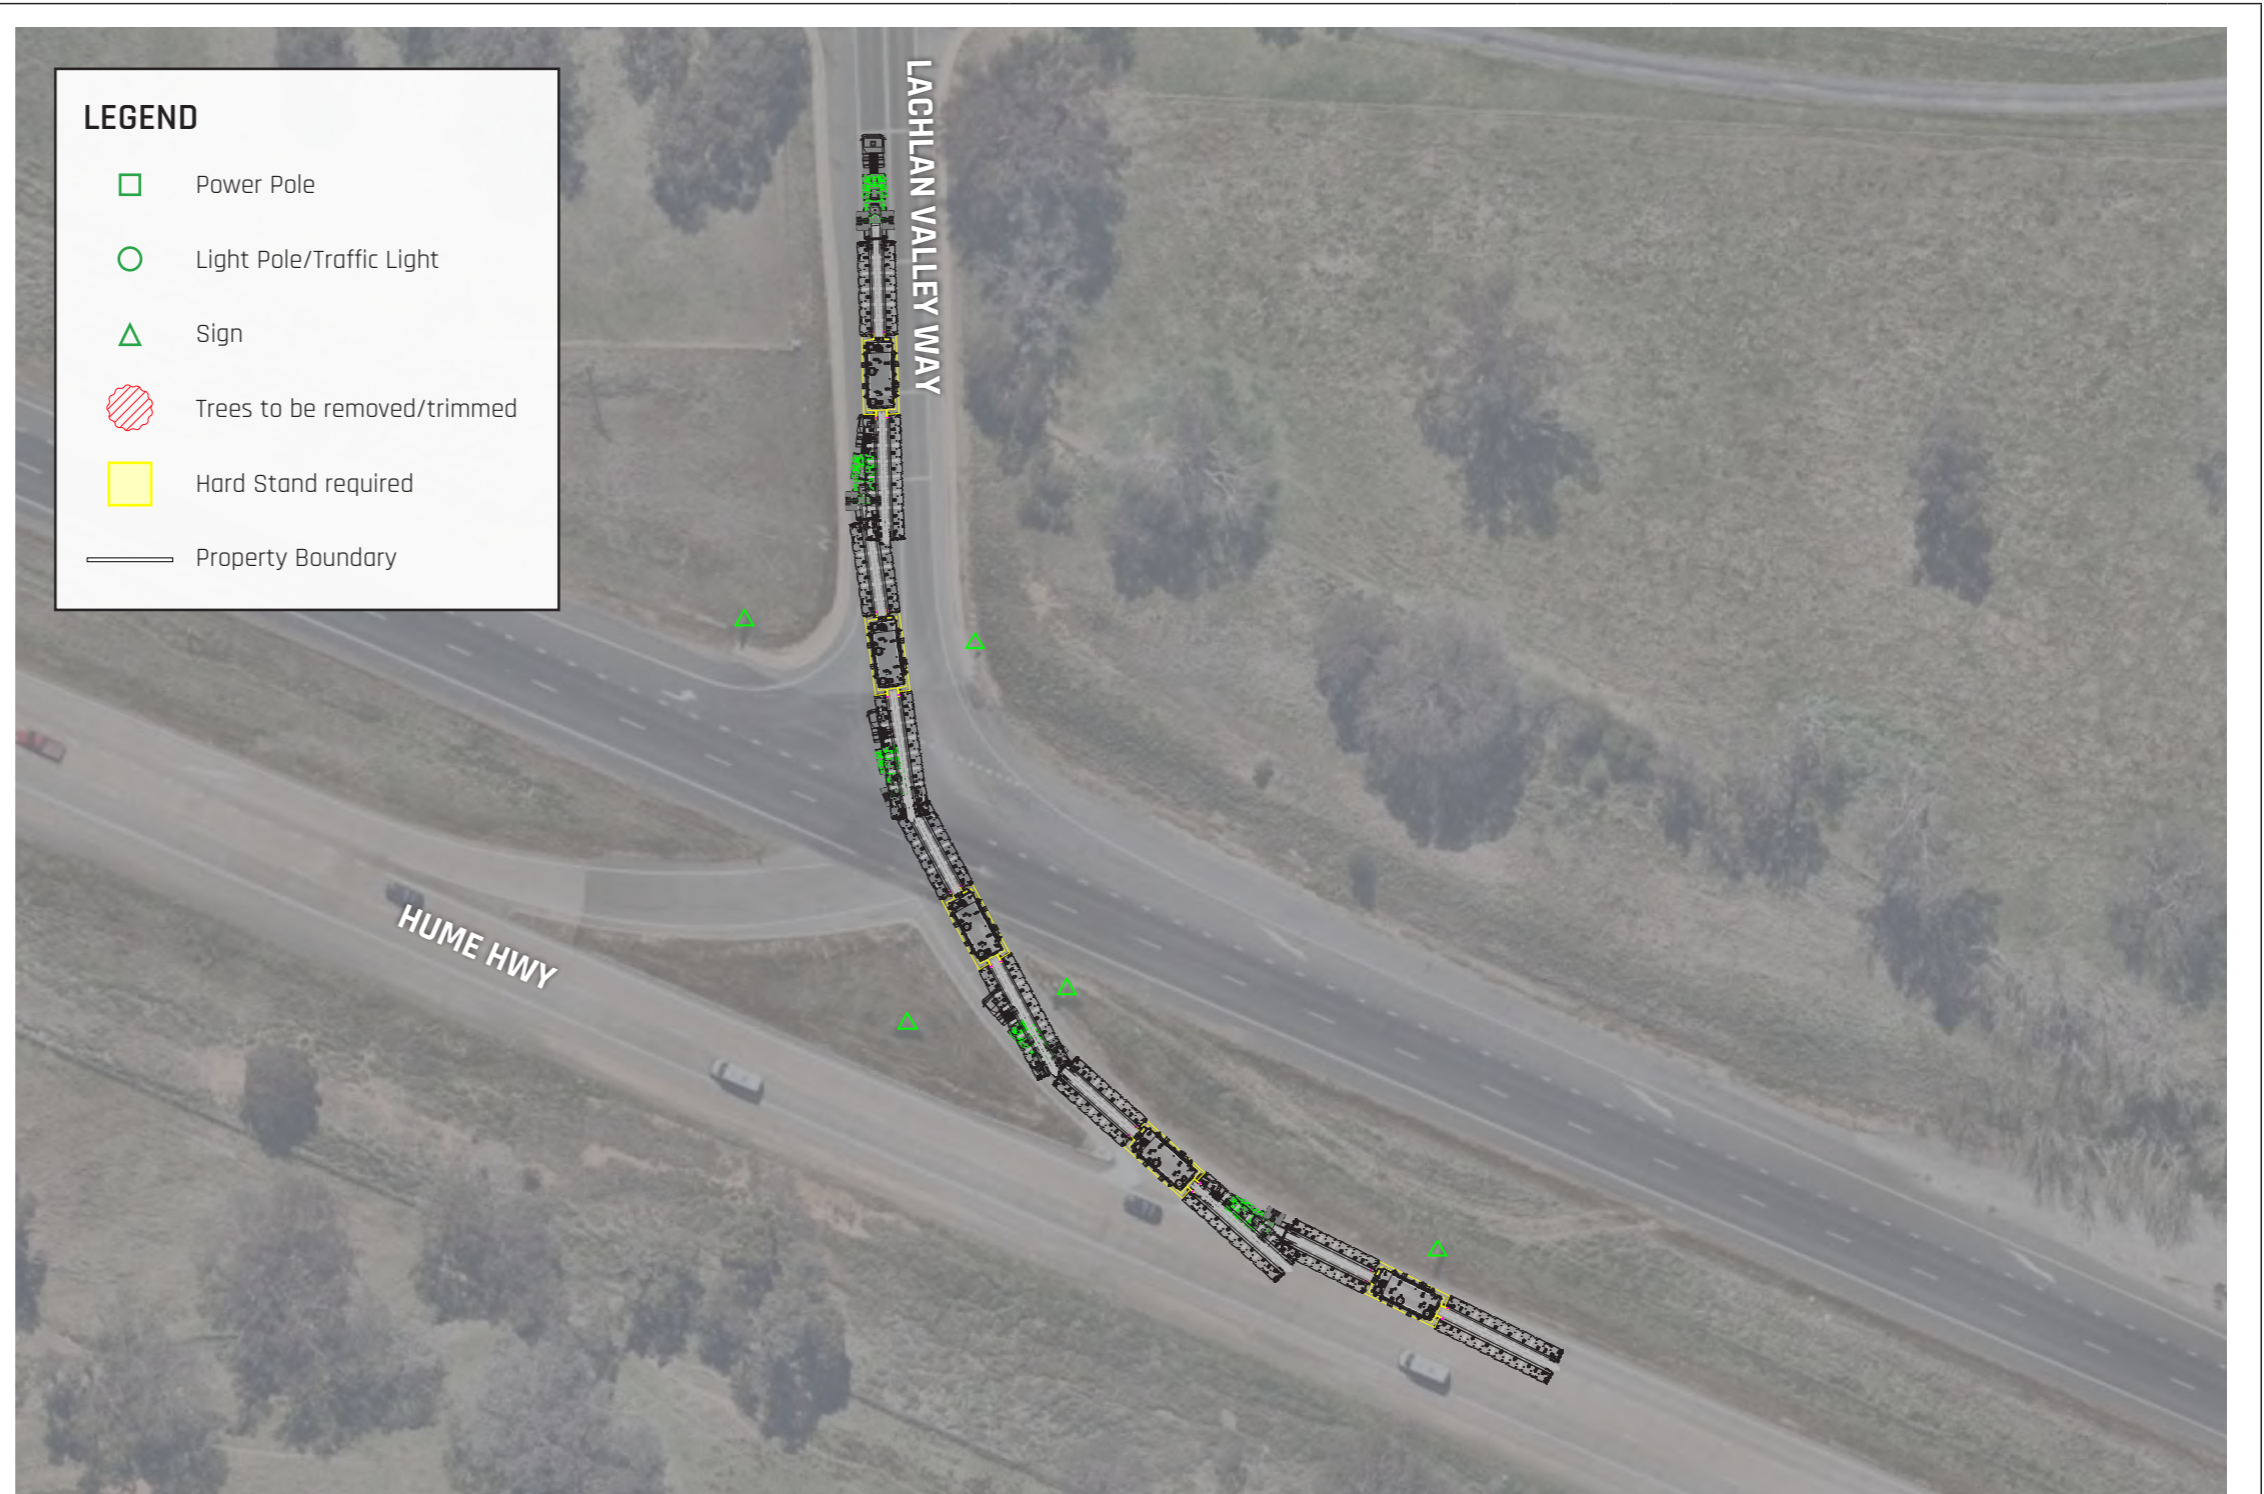 LEGEND
Power Pole
Light Pole/Traffic Light
Sign
Trees to be removed/trimmed
Hard Stand required
Property Boundary
LACHLAN VALLEY WAY
HUME HWY